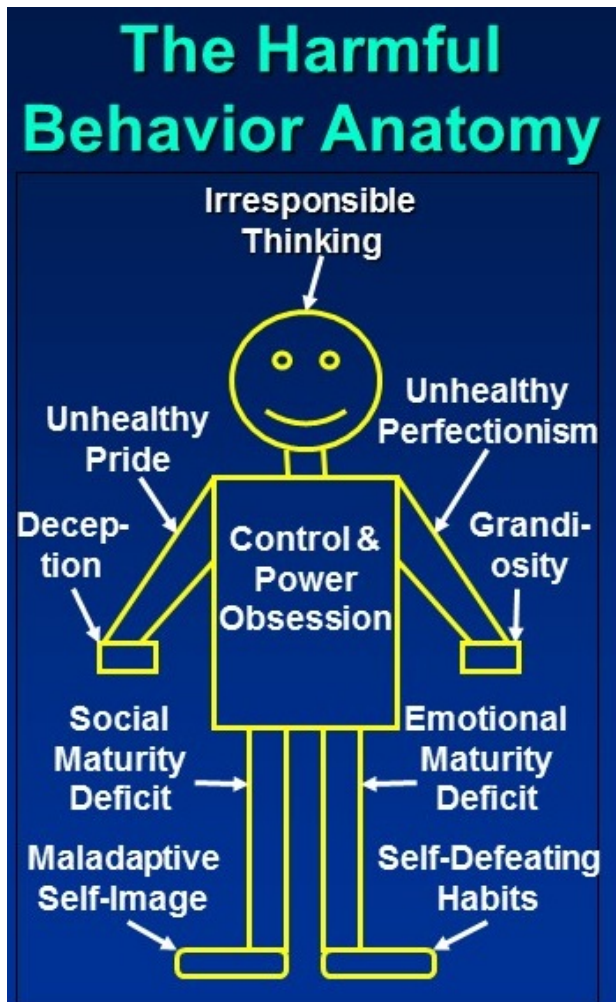 The Harmful
Behavior Anatomy
Irresponsible
Thinking
Unhealthy
Pride
Unhealthy
Perfectionism
Decep-
tion
Control &
Power
Obsession
Grandi-
osity
Social
Maturity
Deficit
Emotional
Maturity
Deficit
Maladaptive
Self-Image
Self-Defeating
Habits